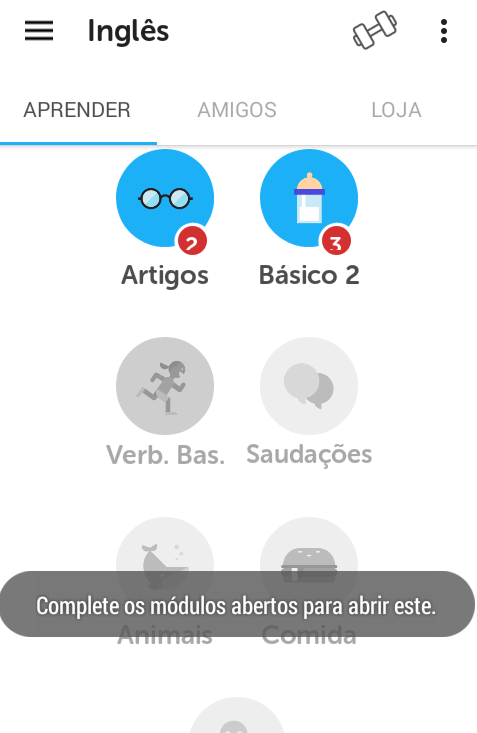 Inglês
APRENDER AMIGOS LOJA
2 3
Artigos Básico 2
Verb. Bas. Saudações
Complete os módulos abertos para abrir este.
Animais Comida